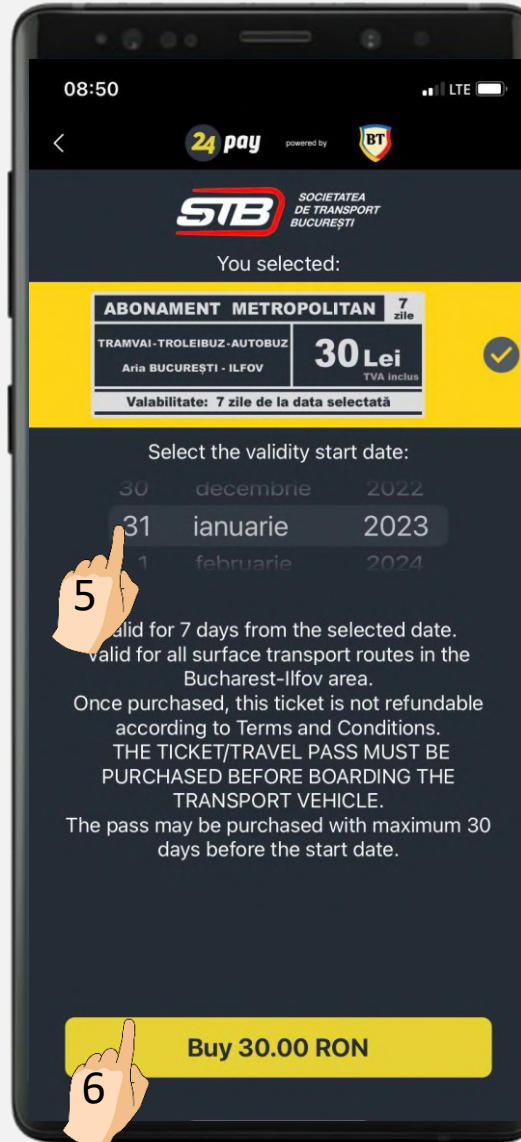 08:50 LTE
24 pay powered by BT
STB SOCIETATEA
DE TRANSPORT
BUCUREȘTI
You selected:
ABONAMENT METROPOLITAN 7
zile
TRAMVAI-TROLEIBUZ-AUTOBUZ
Aria BUCUREȘTI - ILFOV
30 Lei
TVA inclus
Valabilitate: 7 zile de la data selectată
Select the validity start date:
30 decembrie 2022
31 ianuarie 2023
1 februarie 2024
5
alid for 7 days from the selected date.
Valid for all surface transport routes in the
Bucharest-Ilfov area.
Once purchased, this ticket is not refundable
according to Terms and Conditions.
THE TICKET/TRAVEL PASS MUST BE
PURCHASED BEFORE BOARDING THE
TRANSPORT VEHICLE.
The pass may be purchased with maximum 30
days before the start date.
Buy 30.00 RON
6